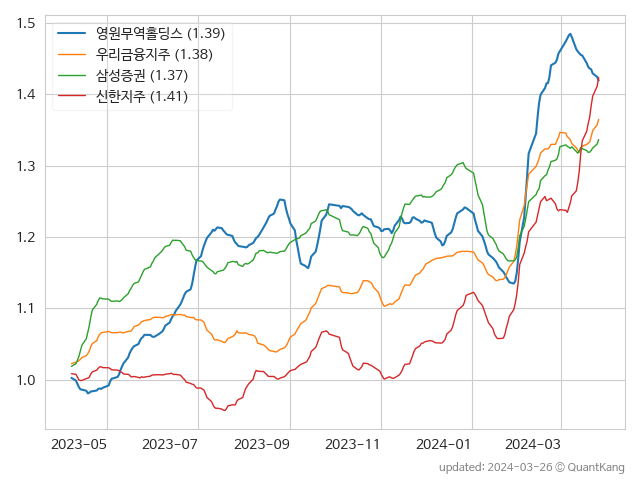 1.5
1.4
1.3
1.2
1.1
1.0
영원무역홀딩스 (1.39)
우리금융지주 (1.38)
삼성증권 (1.37)
신한지주 (1.41)
2023-05 2023-07 2023-09 2023-11 2024-01 2024-03
updated: 2024-03-26 © QuantKang